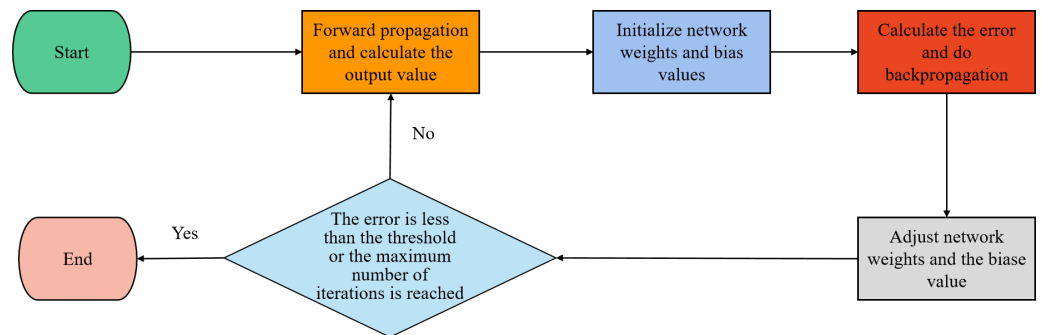 Start
Forward propagation
and calculate the
output value
Initialize network
weights and bias
values
Calculate the error
and do
backpropagation
No
Yes
End
The error is less
than the threshold
or the maximum
number of
iterations is reached
Adjust network
weights and the biase
value